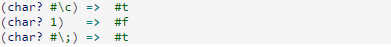 (char? #\c) =>  #t
(char? 1)   =>  #f
(char? #\;) =>  #t